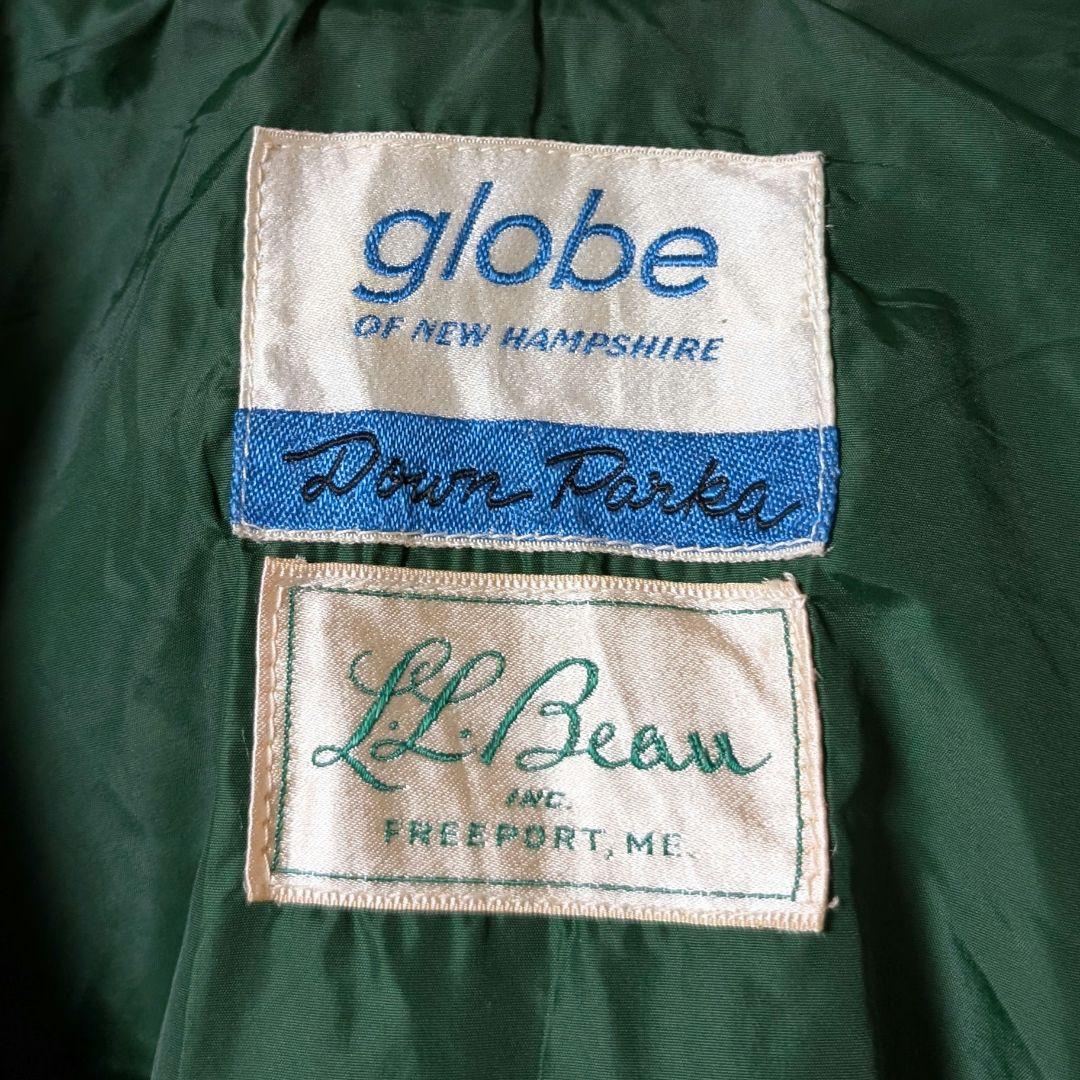 globe
OF NEW HAMPSHIRE
Down Parka
L.L. Bean
INC.
FREEPORT, ME.